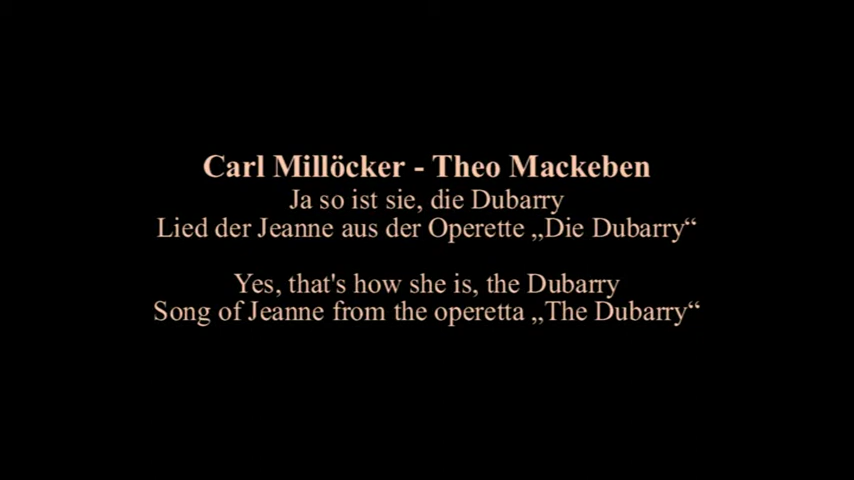 Carl Millöcker - Theo Mackeben
Ja so ist sie, die Dubarry
Lied der Jeanne aus der Operette „Die Dubarry“
Yes, that's how she is, the Dubarry
Song of Jeanne from the operetta „The Dubarry“